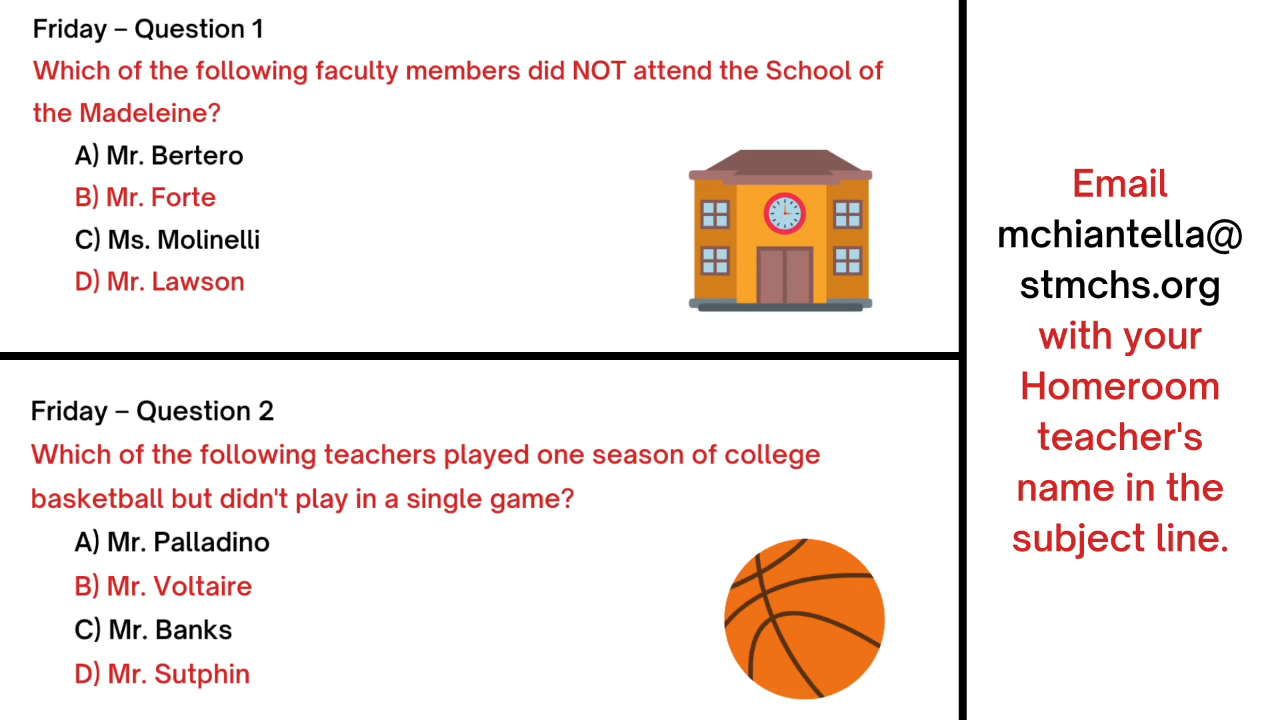 Friday – Question 1
Which of the following faculty members did NOT attend the School of
the Madeleine?
A) Mr. Bertero
B) Mr. Forte
C) Ms. Molinelli
D) Mr. Lawson
Friday – Question 2
Which of the following teachers played one season of college
basketball but didn't play in a single game?
A) Mr. Palladino
B) Mr. Voltaire
C) Mr. Banks
D) Mr. Sutphin
Email
mchiantella@
stmchs.org
with your
Homeroom
teacher's
name in the
subject line.